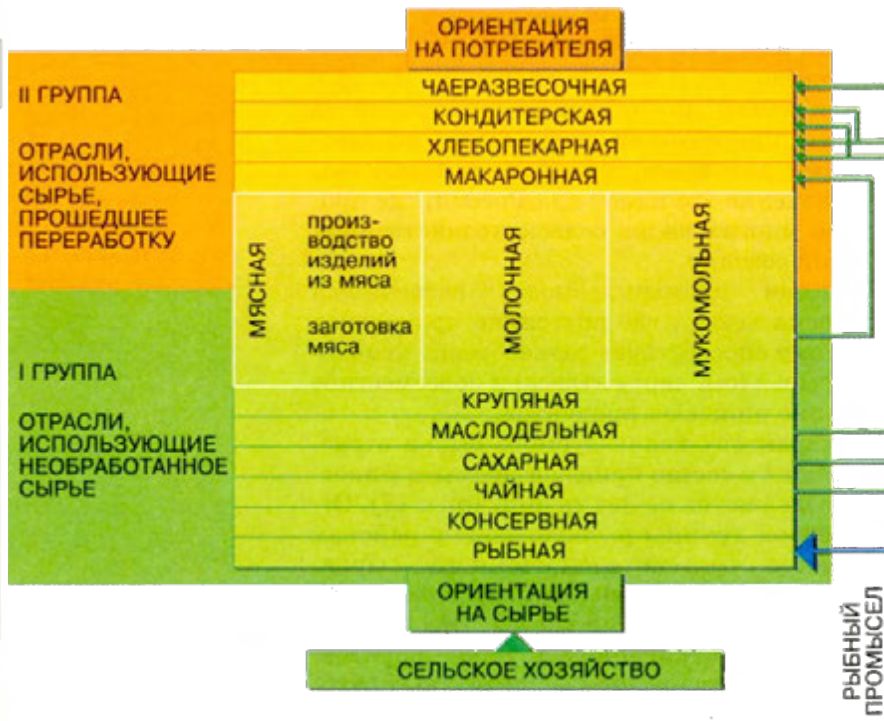 ОРИЕНТАЦИЯ
НА ПОТРЕБИТЕЛЯ
II ГРУППА
ОТРАСЛИ,
ИСПОЛЬЗУЮЩИЕ
СЫРЬЕ,
ПРОШЕДШЕЕ
ПЕРЕРАБОТКУ
ЧАЕРАЗВЕСОЧНАЯ
КОНДИТЕРСКАЯ
ХЛЕБОПЕКАРНАЯ
МАКАРОННАЯ
МЯСНАЯ
произ-
водство
изделий
из мяса
заготовка
мяса
МОЛОЧНАЯ
МУКОМОЛЬНАЯ
I ГРУППА
ОТРАСЛИ,
ИСПОЛЬЗУЮЩИЕ
НЕОБРАБОТАННОЕ
СЫРЬЕ
КРУПЯНАЯ
МАСЛОДЕЛЬНАЯ
САХАРНАЯ
ЧАЙНАЯ
КОНСЕРВНАЯ
РЫБНАЯ
ОРИЕНТАЦИЯ
НА СЫРЬЕ
СЕЛЬСКОЕ ХОЗЯЙСТВО
РЫБНЫЙ
ПРОМЫСЕЛ